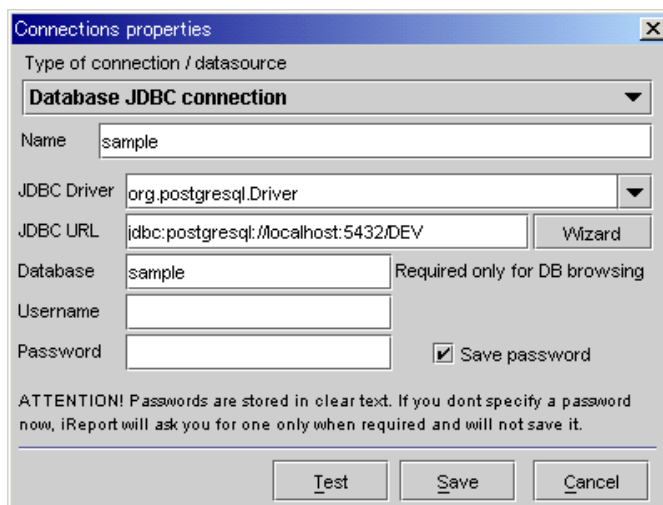 Connections properties
Type of connection / datasource
Database JDBC connection
Name sample
JDBC Driver org.postgresql.Driver
JDBC URL jdbc:postgresql://localhost:5432/DEV Wizard
Database sample Required only for DB browsing
Username
Password Save password
ATTENTION! Passwords are stored in clear text. If you dont specify a password
now, iReport will ask you for one only when required and will not save it.
Test Save Cancel